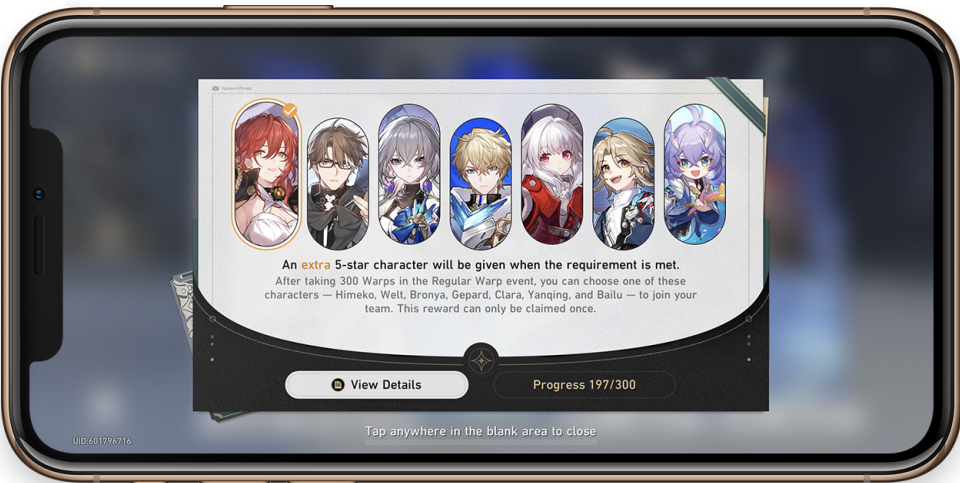 An extra 5-star character will be given when the requirement is met.
After taking 300 Warps in the Regular Warp event, you can choose one of these
characters — Himeko, Welt, Bronya, Gepard, Clara, Yanqing, and Bailu — to join your
team. This reward can only be claimed once.
View Details
Progress 197/300
Tap anywhere in the blank area to close
UID:601796716